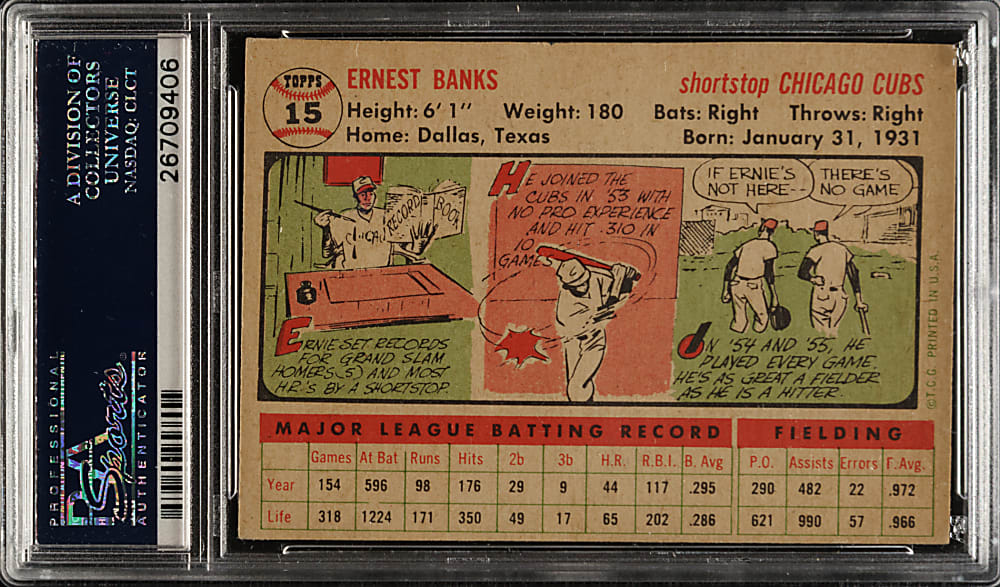 A DIVISION OF
COLLECTORS
UNIVERSE
NASDAQ: CLCT
26709406
PROFESSIONAL
PSA
Sports
AUTHENTICATOR
TOPPS
15
ERNEST BANKS
shortstop CHICAGO CUBS
Height: 6' 1" Weight: 180 Bats: Right Throws: Right
Home: Dallas, Texas Born: January 31, 1931
RECORD BOOK
ERNIE SET RECORDS
FOR GRAND SLAM
HOMERS (5) AND MOST
H.R.'S BY A SHORTSTOP.
HE JOINED THE
CUBS IN '53 WITH
NO PRO EXPERIENCE
AND HIT .310 IN
10
GAMES
IF ERNIE'S
NOT HERE--
THERE'S
NO GAME
IN '54 AND '55, HE
PLAYED EVERY GAME.
HE'S AS GREAT A FIELDER
AS HE IS A HITTER.
©T.C.G. PRINTED IN U.S.A.
MAJOR LEAGUE BATTING RECORD FIELDING
Games At Bat Runs Hits 2b 3b H.R. R.B.I. B. Avg P.O. Assists Errors F. Avg.
Year 154 596 98 176 29 9 44 117 .295 290 482 22 .972
Life 318 1224 171 350 49 17 65 202 .286 621 990 57 .966